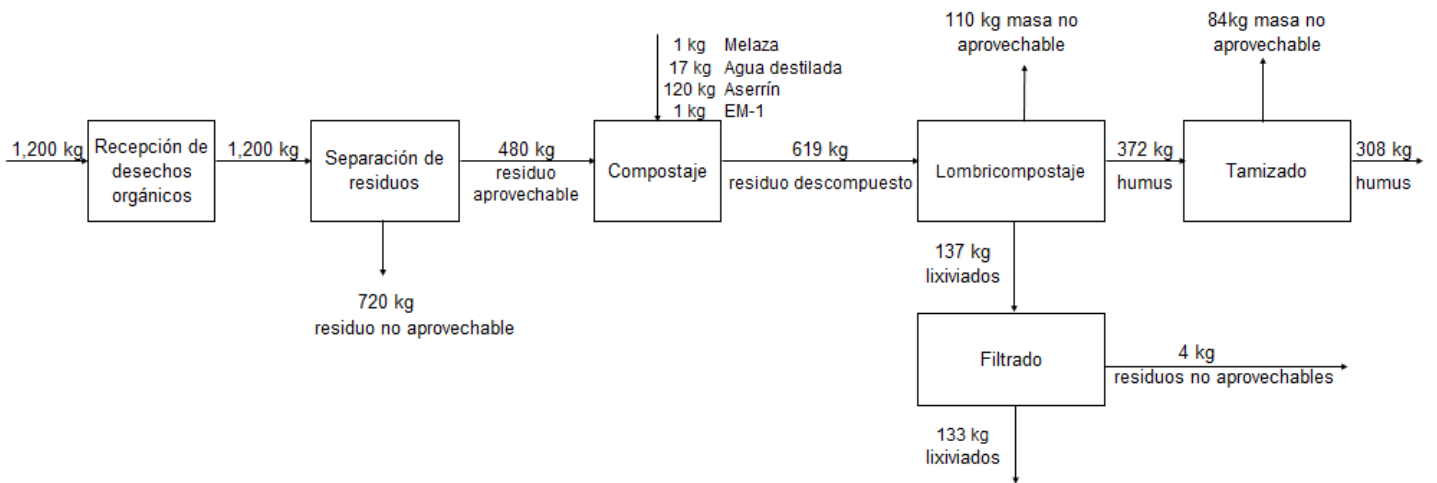 110 kg masa no
aprovechable
84kg masa no
aprovechable
1 kg Melaza
17 kg Agua destilada
120 kg Aserrín
1 kg EM-1
1,200 kg
Recepción de
desechos
orgánicos
1,200 kg
Separación de
residuos
480 kg
residuo
aprovechable
Compostaje
619 kg
residuo descompuesto
Lombricompostaje
372 kg
humus
Tamizado
308 kg
humus
720 kg
residuo no aprovechable
137 kg
lixiviados
Filtrado
4 kg
residuos no aprovechables
133 kg
lixiviados